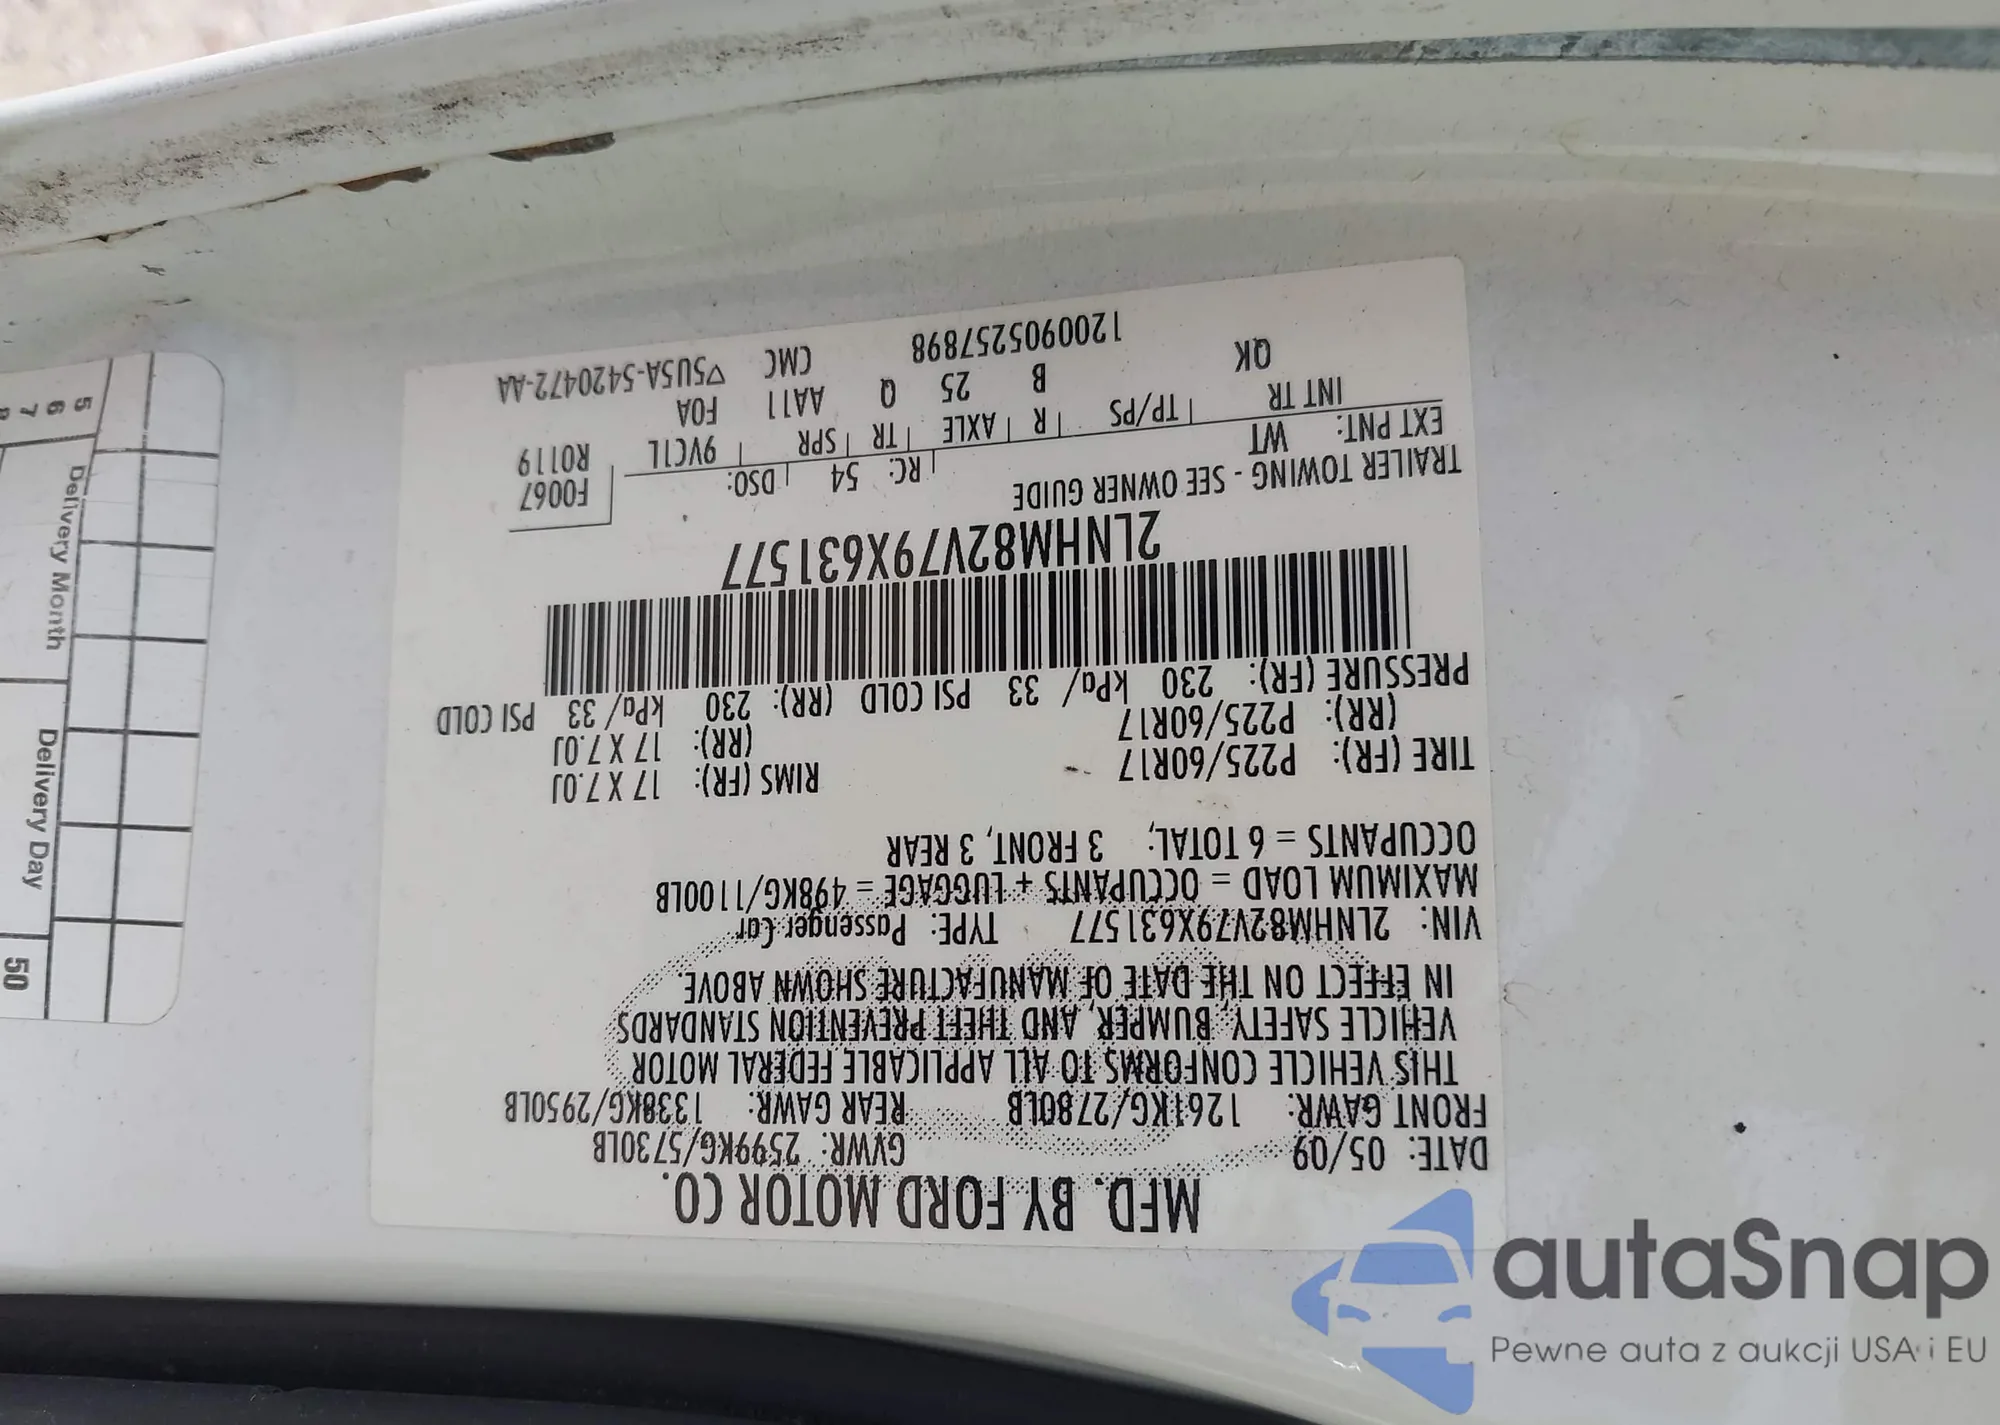 MFD. BY FORD MOTOR CO.
DATE: 05/09 GVWR: 2599KG/5730LB
FRONT GAWR: 1261KG/2780LB REAR GAWR: 1338KG/2950LB
THIS VEHICLE CONFORMS TO ALL APPLICABLE FEDERAL MOTOR
VEHICLE SAFETY, BUMPER, AND THEFT PREVENTION STANDARDS
IN EFFECT ON THE DATE OF MANUFACTURE SHOWN ABOVE.
VIN: 2LNHM82V79X631577 TYPE: Passenger Car
MAXIMUM LOAD = OCCUPANTS + LUGGAGE = 498KG/1100LB
OCCUPANTS = 6 TOTAL, 3 FRONT, 3 REAR
TIRE (FR): P225/60R17 RIMS (FR): 17 X 7.0J
(RR): P225/60R17 (RR): 17 X 7.0J
PRESSURE (FR): 230 kPa/ 33 PSI COLD (RR): 230 kPa/ 33 PSI COLD
2LNHM82V79X631577
TRAILER TOWING - SEE OWNER GUIDE
F0067
EXT PNT: WT RC: 54 DSO: R0119
INT TR TP/PS R AXLE TR SPR 9VC1L F0A
QK B 25 Q AA11
1200905257898 CMC ▽5U5A-5420472-AA
50
Delivery Day
Delivery Month
5 6 7
autaSnap
Pewne auta z aukcji USA i EU